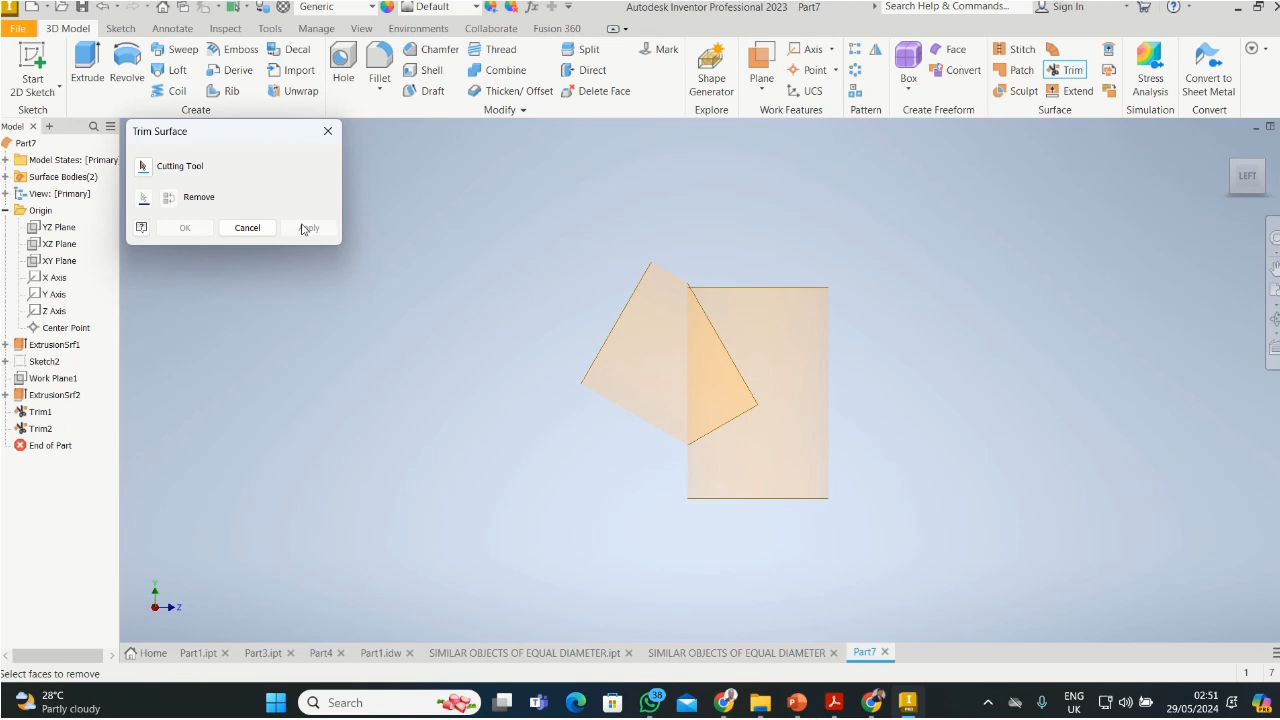 Generic Default Autodesk Inventor Professional 2023 Part7 Search Help & Commands... Sign In
File 3D Model Sketch Annotate Inspect Tools Manage View Environments Collaborate Fusion 360
Start
2D Sketch
Sketch
Extrude Revolve
Sweep Emboss Decal
Loft Derive Import
Coil Rib Unwrap
Create
Hole Fillet
Chamfer Thread Split Mark
Shell Combine Direct
Draft Thicken/ Offset Delete Face
Modify
Shape
Generator
Explore
Plane
Axis
Point
UCS
Work Features
Pattern
Box
Face
Convert
Create Freeform
Stitch
Patch Trim
Sculpt Extend
Surface
Stress
Analysis
Simulation
Convert to
Sheet Metal
Convert
Model
Part7
Model States: [Primary
Surface Bodies(2)
View: [Primary]
Origin
YZ Plane
XZ Plane
XY Plane
X Axis
Y Axis
Z Axis
Center Point
ExtrusionSrf1
Sketch2
Work Plane1
ExtrusionSrf2
Trim1
Trim2
End of Part
Trim Surface
Cutting Tool
Remove
OK Cancel Apply
LEFT
Y
Z
Home Part1.ipt Part3.ipt Part4 Part1.idw SIMILAR OBJECTS OF EQUAL DIAMETER.ipt SIMILAR OBJECTS OF EQUAL DIAMETER Part7
Select faces to remove
1 7
28°C
Partly cloudy
Search
38
ENG
UK
02:51
29/05/2024